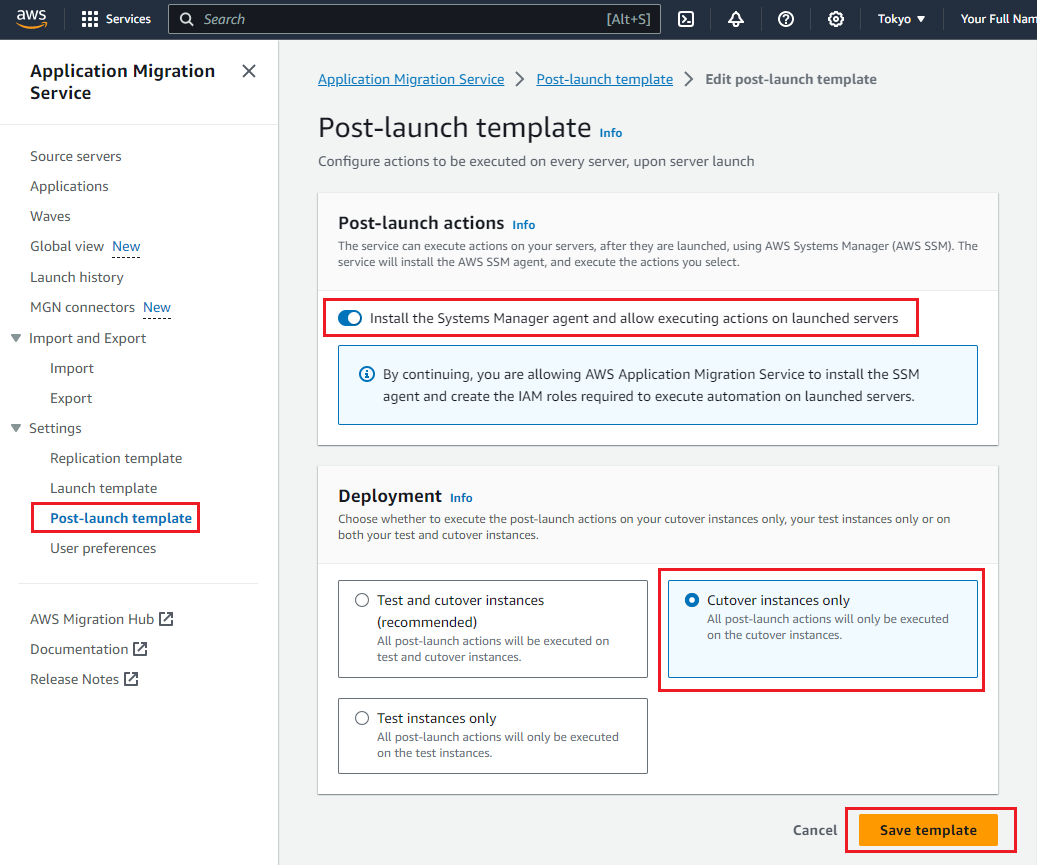 aws
Services
Search
[Alt+S]
Tokyo ▼
Your Full Nam
Application Migration
Service
Source servers
Applications
Waves
Global view New
Launch history
MGN connectors New
Import and Export
Import
Export
Settings
Replication template
Launch template
Post-launch template
User preferences
AWS Migration Hub
Documentation
Release Notes
Application Migration Service > Post-launch template > Edit post-launch template
Post-launch template Info
Configure actions to be executed on every server, upon server launch
Post-launch actions Info
The service can execute actions on your servers, after they are launched, using AWS Systems Manager (AWS SSM). The
service will install the AWS SSM agent, and execute the actions you select.
Install the Systems Manager agent and allow executing actions on launched servers
By continuing, you are allowing AWS Application Migration Service to install the SSM
agent and create the IAM roles required to execute automation on launched servers.
Deployment Info
Choose whether to execute the post-launch actions on your cutover instances only, your test instances only or on
both your test and cutover instances.
Test and cutover instances
(recommended)
All post-launch actions will be executed on
test and cutover instances.
Cutover instances only
All post-launch actions will only be executed
on the cutover instances.
Test instances only
All post-launch actions will only be executed
on the test instances.
Cancel
Save template